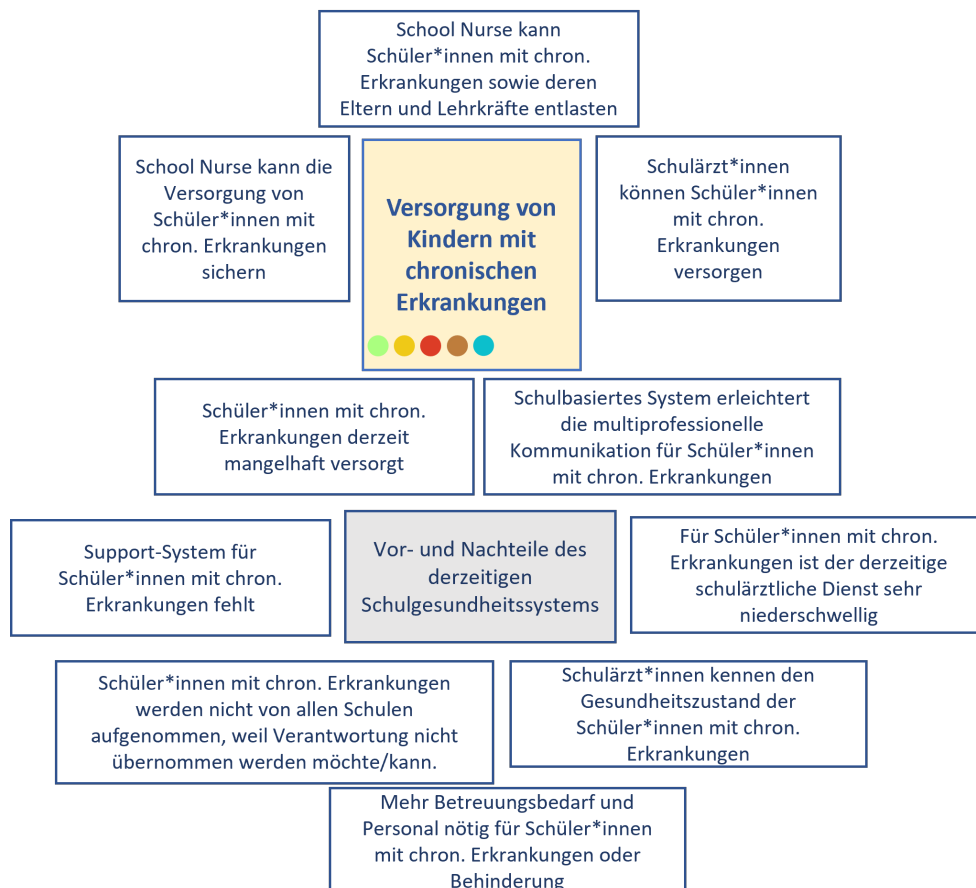 School Nurse kann
Schüler*innen mit chron.
Erkrankungen sowie deren
Eltern und Lehrkräfte entlasten
School Nurse kann die
Versorgung von
Schüler*innen mit
chron. Erkrankungen
sichern
Versorgung von
Kindern mit
chronischen
Erkrankungen
Schulärzt*innen
können Schüler*innen
mit chron.
Erkrankungen
versorgen
Schüler*innen mit chron.
Erkrankungen derzeit
mangelhaft versorgt
Schulbasiertes System erleichtert
die multiprofessionelle
Kommunikation für Schüler*innen
mit chron. Erkrankungen
Support-System für
Schüler*innen mit chron.
Erkrankungen fehlt
Vor- und Nachteile des
derzeitigen
Schulgesundheitssystems
Für Schüler*innen mit chron.
Erkrankungen ist der derzeitige
schulärztliche Dienst sehr
niederschwellig
Schüler*innen mit chron. Erkrankungen
werden nicht von allen Schulen
aufgenommen, weil Verantwortung nicht
übernommen werden möchte/kann.
Schulärzt*innen kennen den
Gesundheitszustand der
Schüler*innen mit chron.
Erkrankungen
Mehr Betreuungsbedarf und
Personal nötig für Schüler*innen
mit chron. Erkrankungen oder
Behinderung